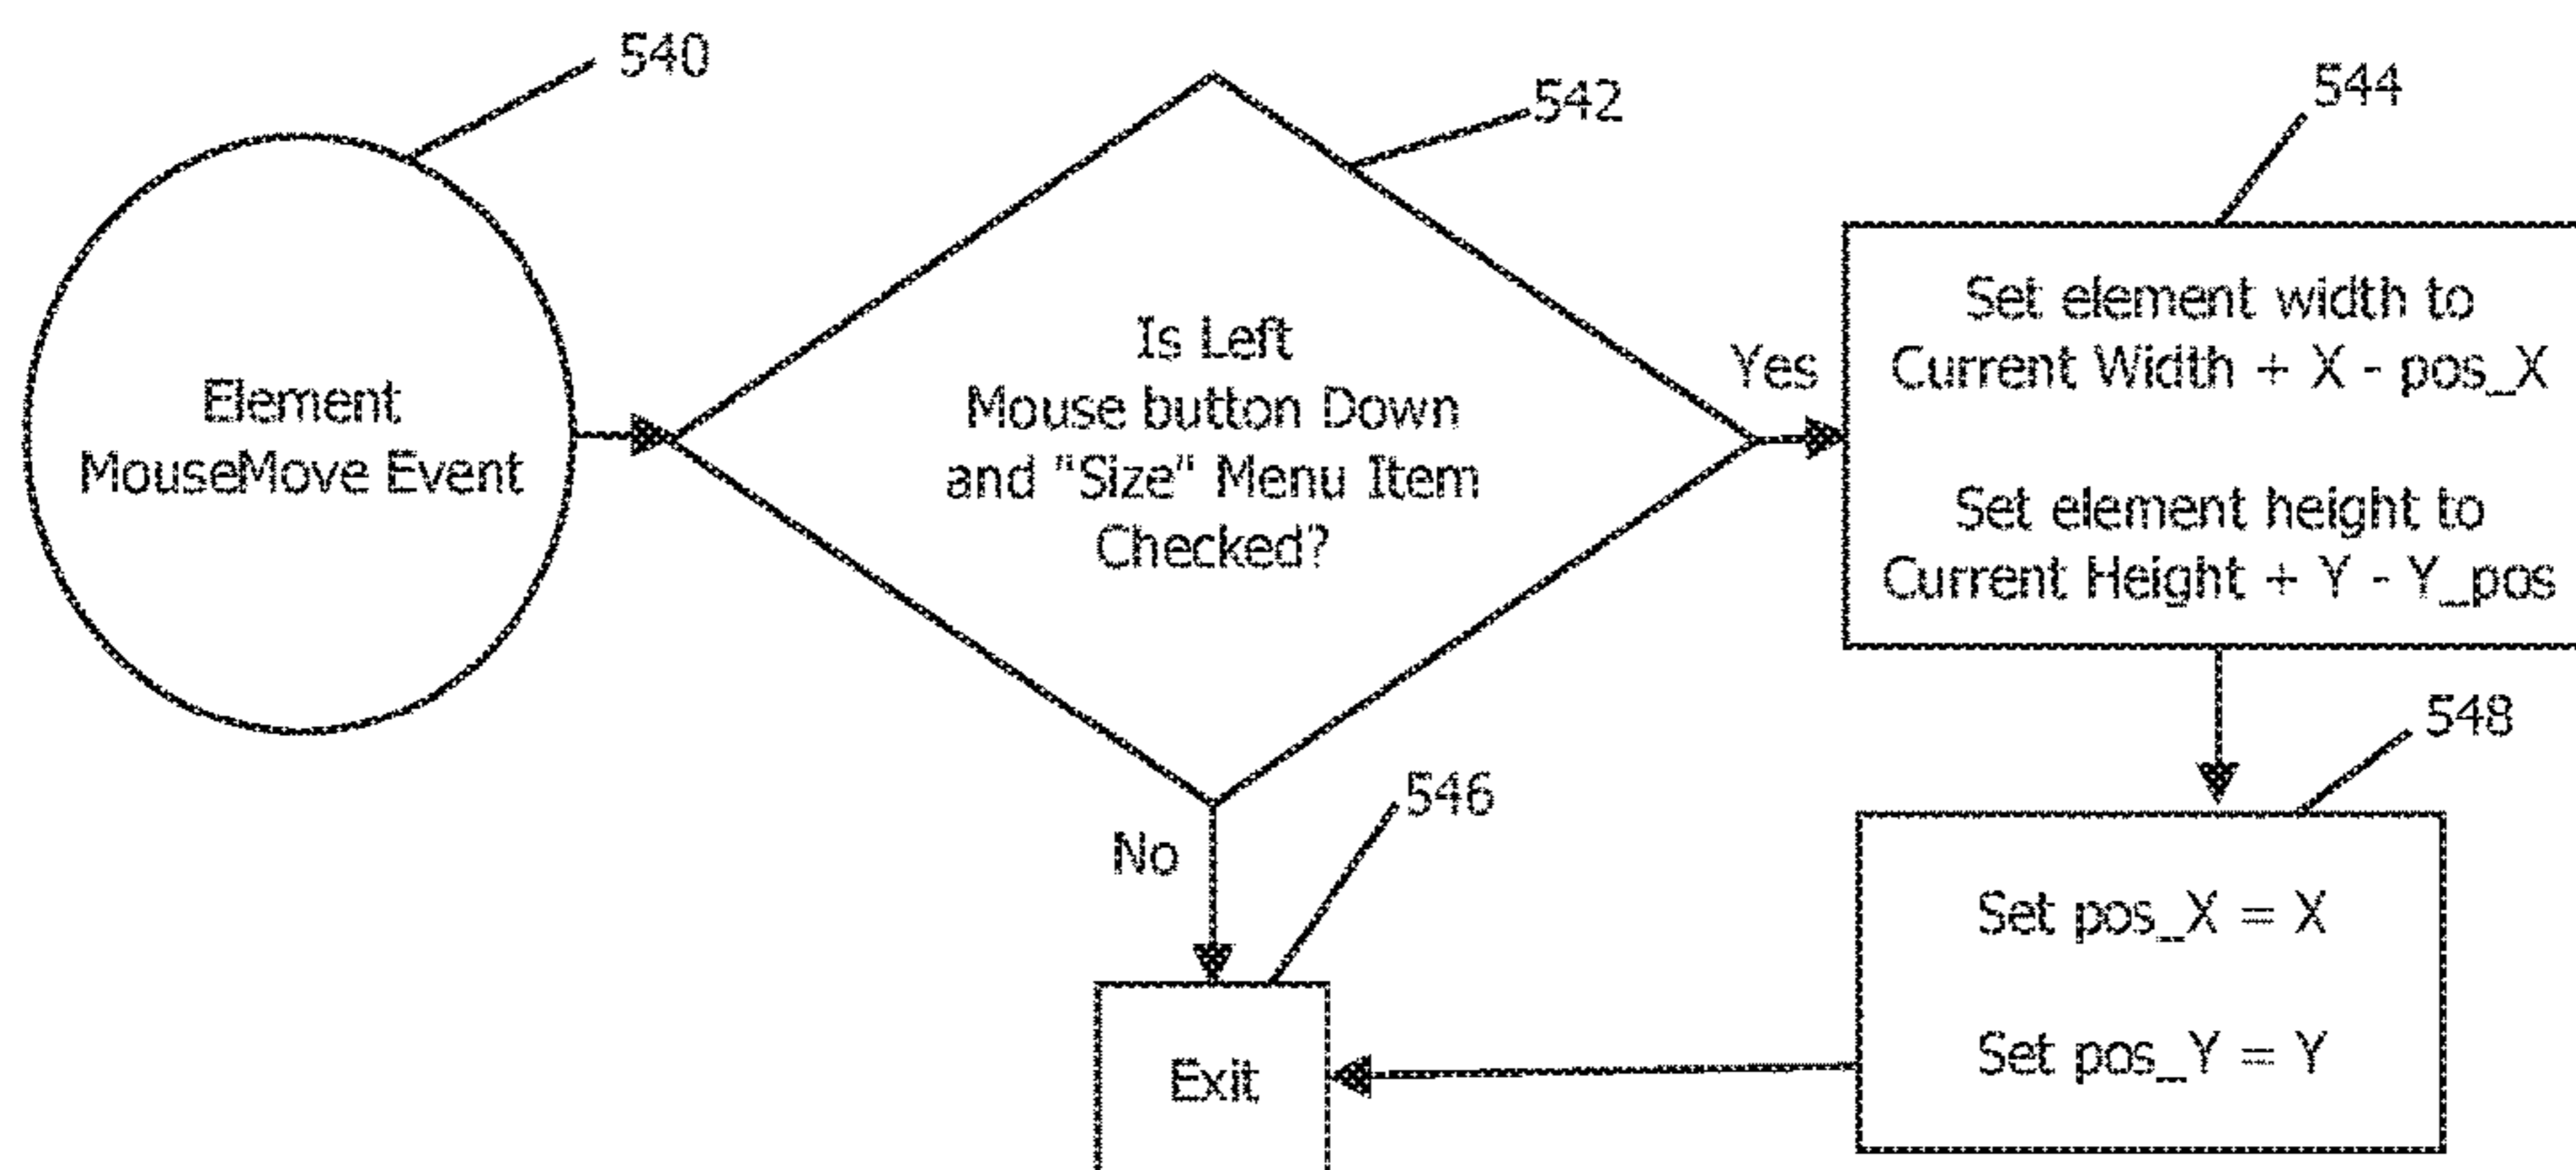 540
542
544
Element
MouseMove Event
Is Left
Mouse button Down
and "Size" Menu Item
Checked?
Yes
Set element width to
Current Width + X - pos_X
Set element height to
Current Height + Y - Y_pos
No
546
548
Exit
Set pos_X = X
Set pos_Y = Y